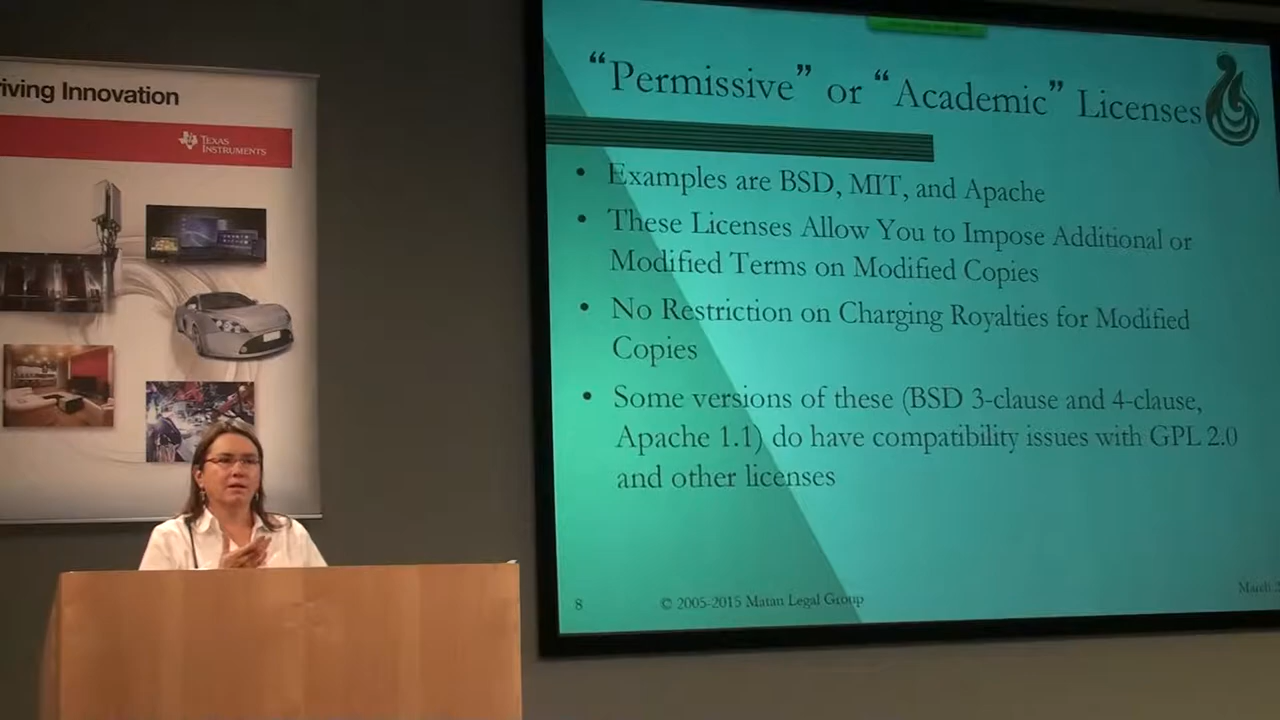 iving Innovation
TEXAS
INSTRUMENTS
“Permissive” or “Academic” Licenses
• Examples are BSD, MIT, and Apache
• These Licenses Allow You to Impose Additional or
Modified Terms on Modified Copies
• No Restriction on Charging Royalties for Modified
Copies
• Some versions of these (BSD 3-clause and 4-clause,
Apache 1.1) do have compatibility issues with GPL 2.0
and other licenses
8
© 2005-2015 Matan Legal Group
March